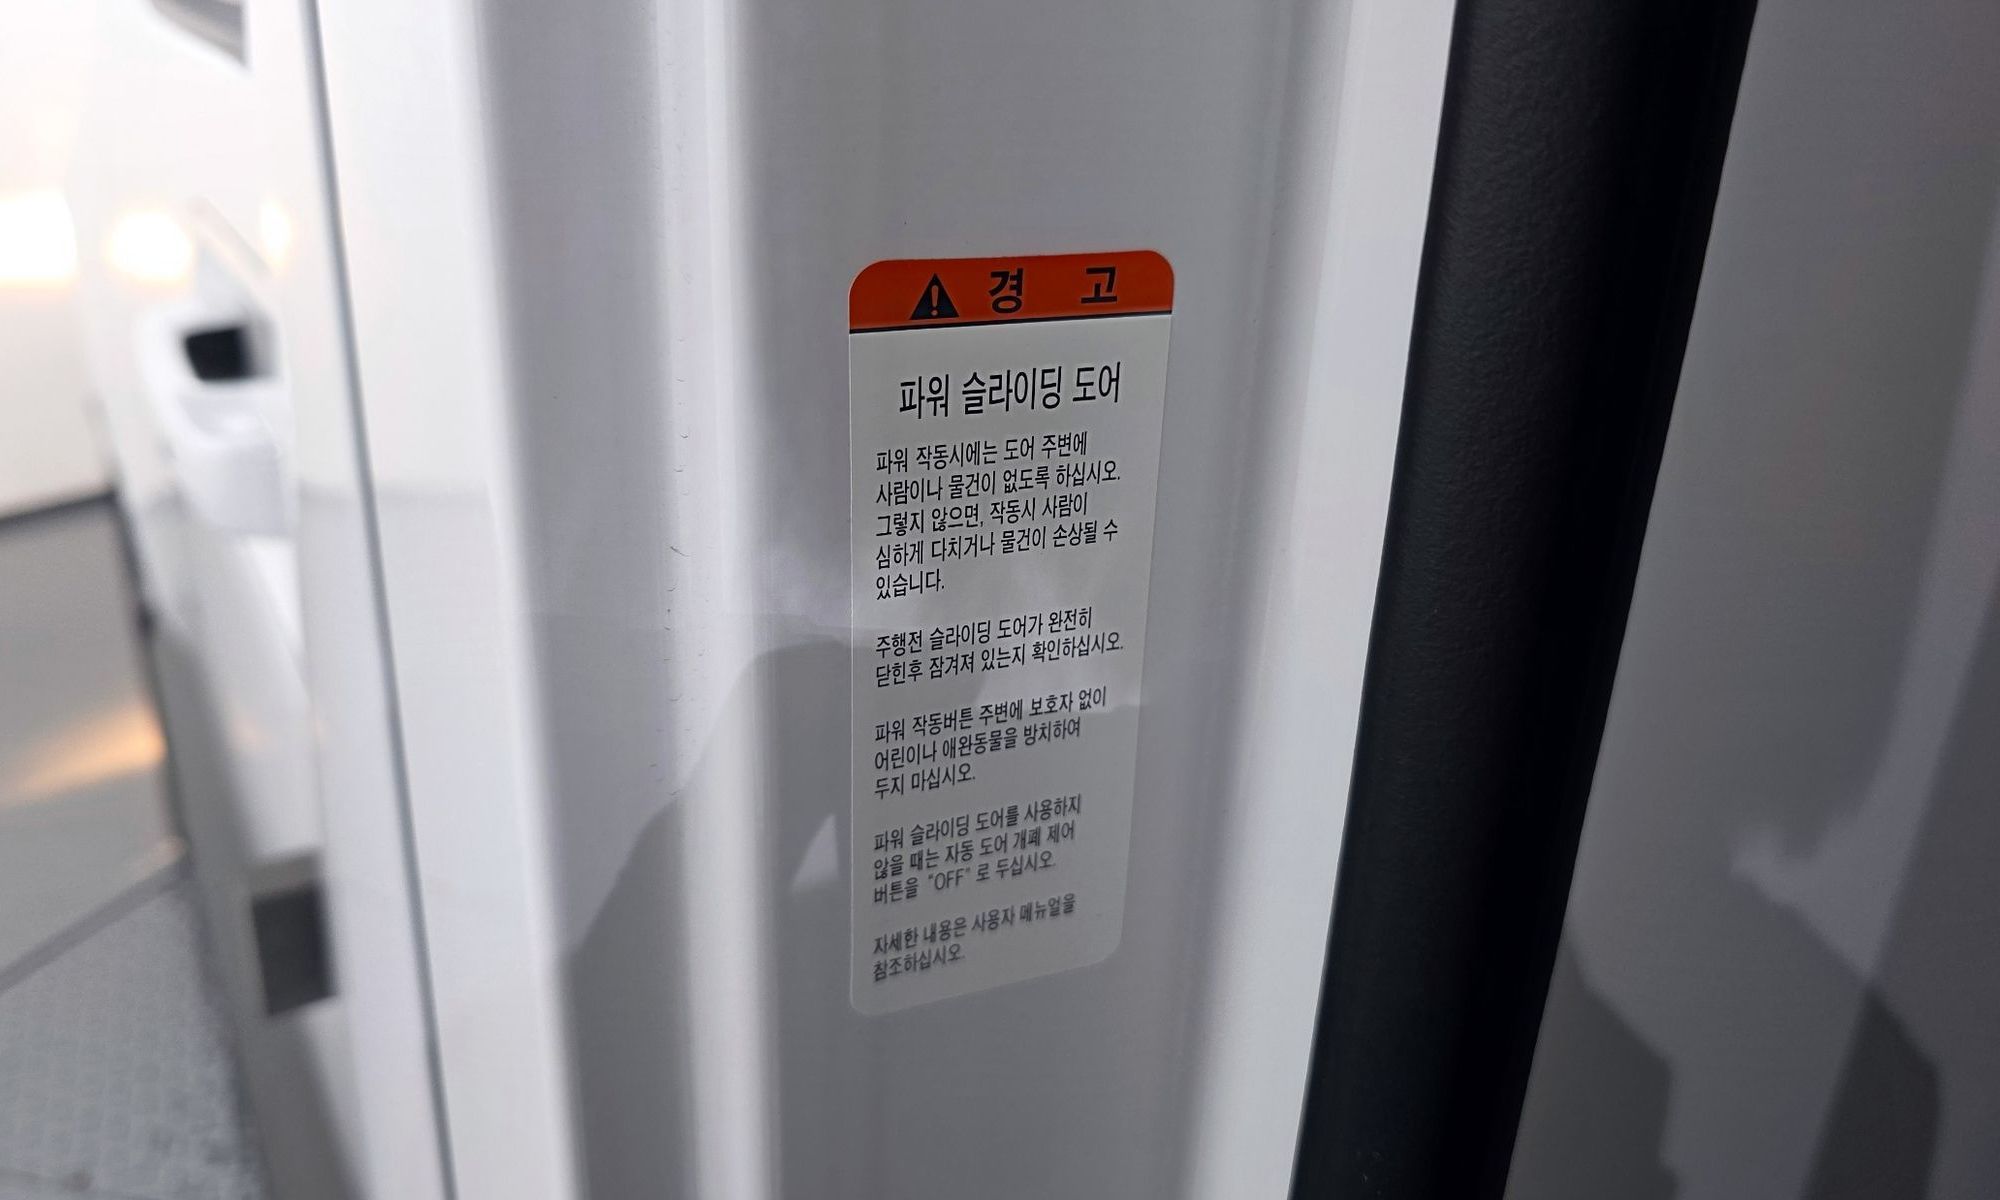 경 고
파워 슬라이딩 도어
파워 작동시에는 도어 주변에
사람이나 물건이 없도록 하십시오.
그렇지 않으면, 작동시 사람이
심하게 다치거나 물건이 손상될 수
있습니다.
주행전 슬라이딩 도어가 완전히
닫힌후 잠겨져 있는지 확인하십시오.
파워 작동버튼 주변에 보호자 없이
어린이나 애완동물을 방치하여
두지 마십시오.
파워 슬라이딩 도어를 사용하지
않을 때는 자동 도어 개폐 제어
버튼을 "OFF" 로 두십시오.
자세한 내용은 사용자 메뉴얼을
참조하십시오.